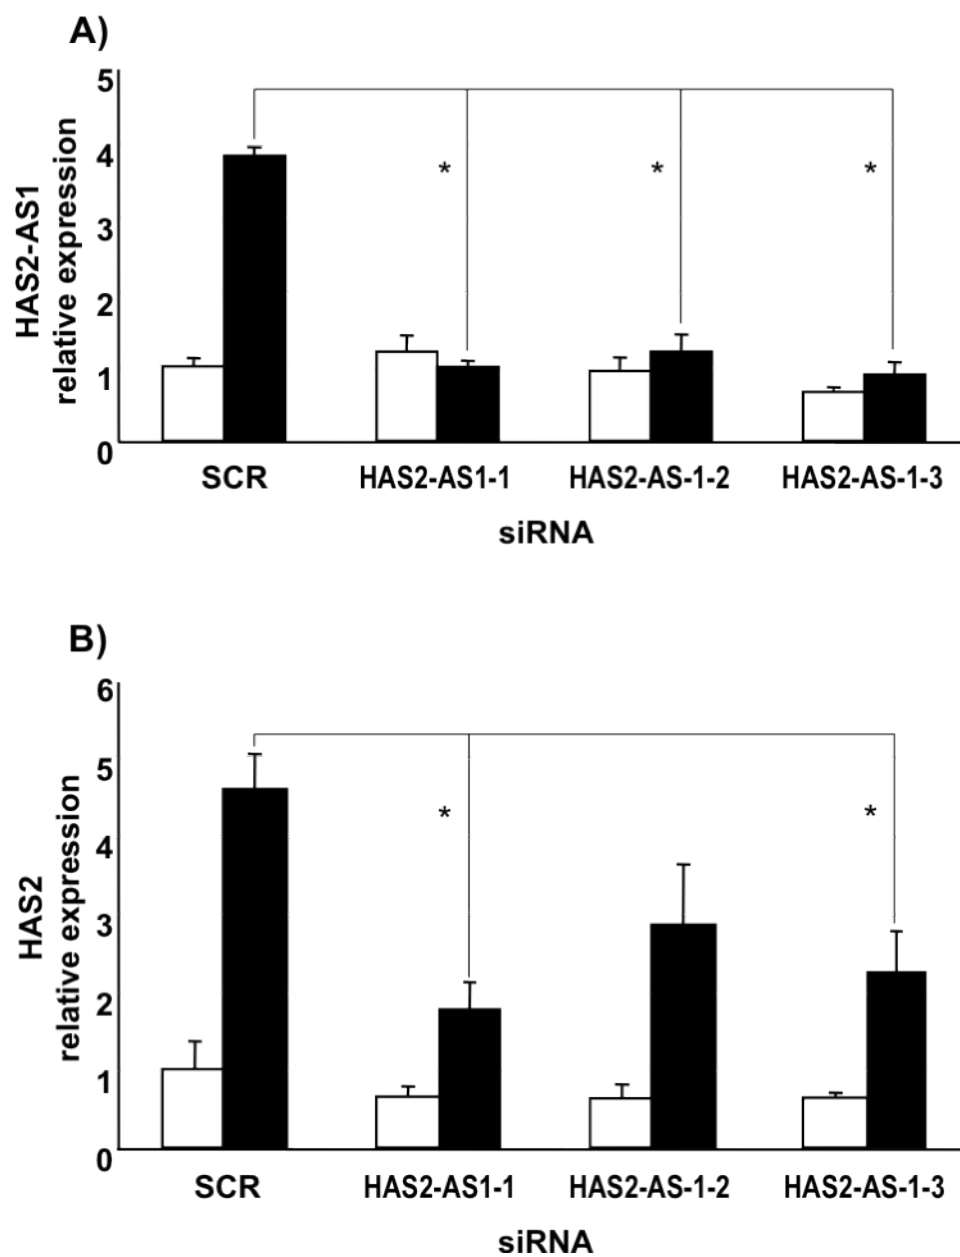 A)
HAS2-AS1
relative expression
5
4
3
2
1
0
*
*
*
SCR
HAS2-AS1-1
HAS2-AS-1-2
HAS2-AS-1-3
siRNA
B)
HAS2
relative expression
6
5
4
3
2
1
0
*
*
SCR
HAS2-AS1-1
HAS2-AS-1-2
HAS2-AS-1-3
siRNA